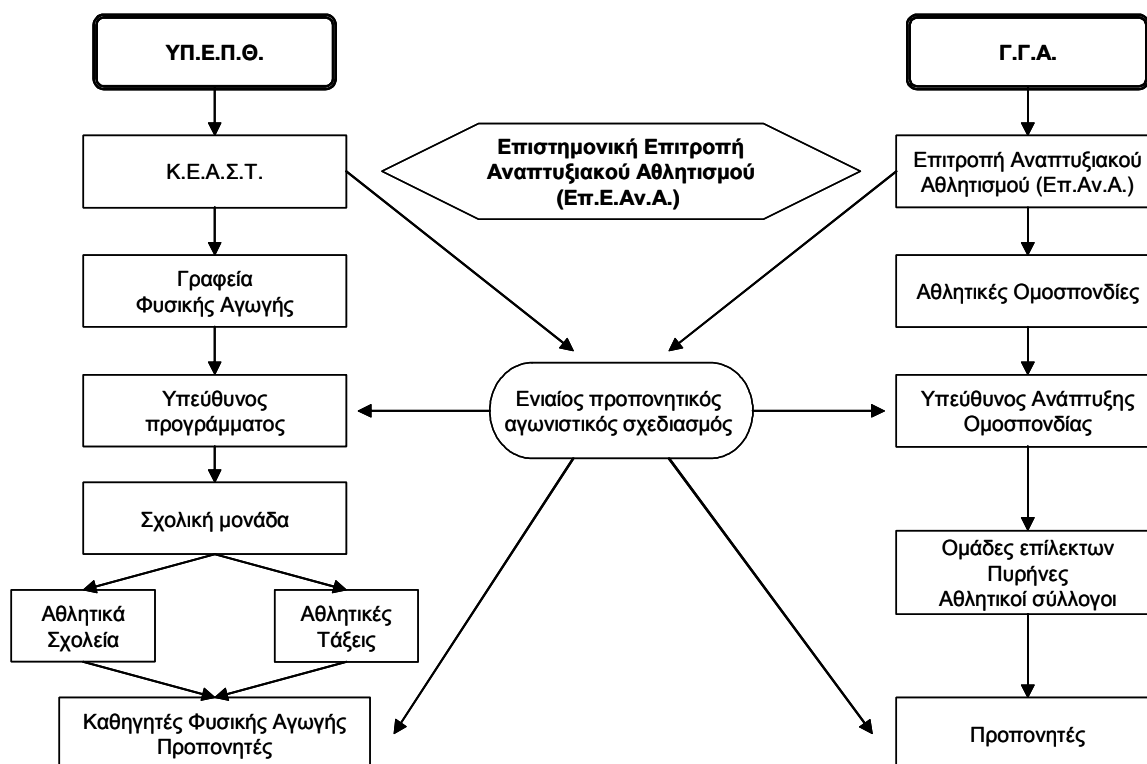 ΥΠ.Ε.Π.Θ.
Γ.Γ.Α.
Κ.Ε.Α.Σ.Τ.
Επιστημονική Επιτροπή
Αναπτυξιακού Αθλητισμού
(Επ.Ε.Αν.Α.)
Επιτροπή Αναπτυξιακού
Αθλητισμού (Επ.Αν.Α.)
Γραφεία
Φυσικής Αγωγής
Αθλητικές Ομοσπονδίες
Υπεύθυνος
προγράμματος
Ενιαίος προπονητικός
αγωνιστικός σχεδιασμός
Υπεύθυνος Ανάπτυξης
Ομοσπονδίας
Σχολική μονάδα
Ομάδες επίλεκτων
Πυρήνες
Αθλητικοί σύλλογοι
Αθλητικά
Σχολεία
Αθλητικές
Τάξεις
Καθηγητές Φυσικής Αγωγής
Προπονητές
Προπονητές